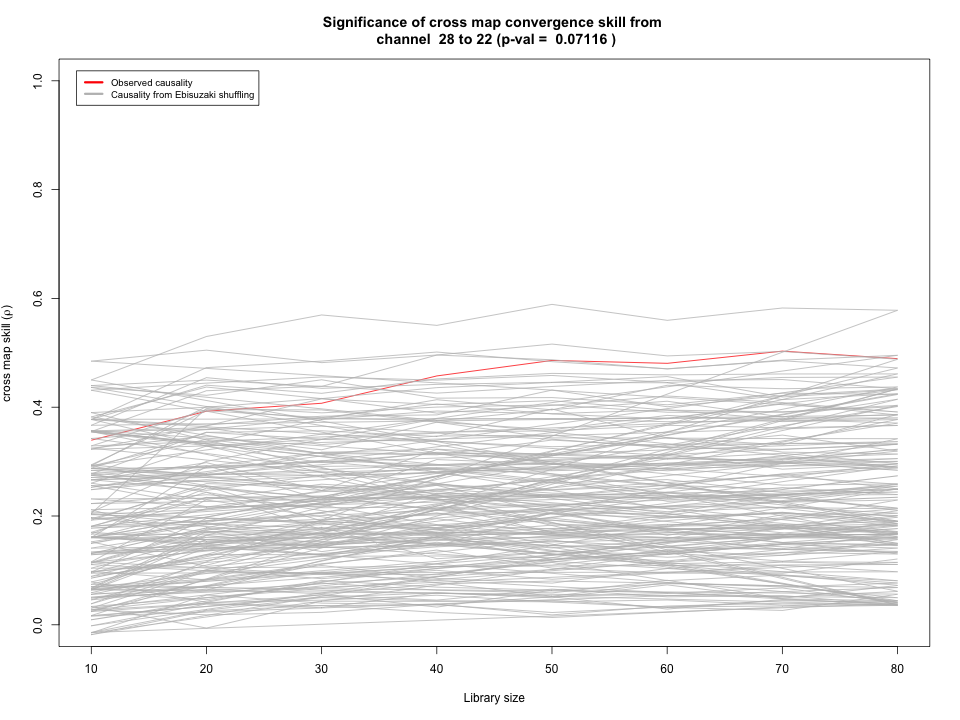 Significance of cross map convergence skill from
channel  28 to 22 (p-val =  0.07116 )
Observed causality
Causality from Ebisuzaki shuffling
cross map skill (ρ)
1.0
0.8
0.6
0.4
0.2
0.0
10 20 30 40 50 60 70 80
Library size